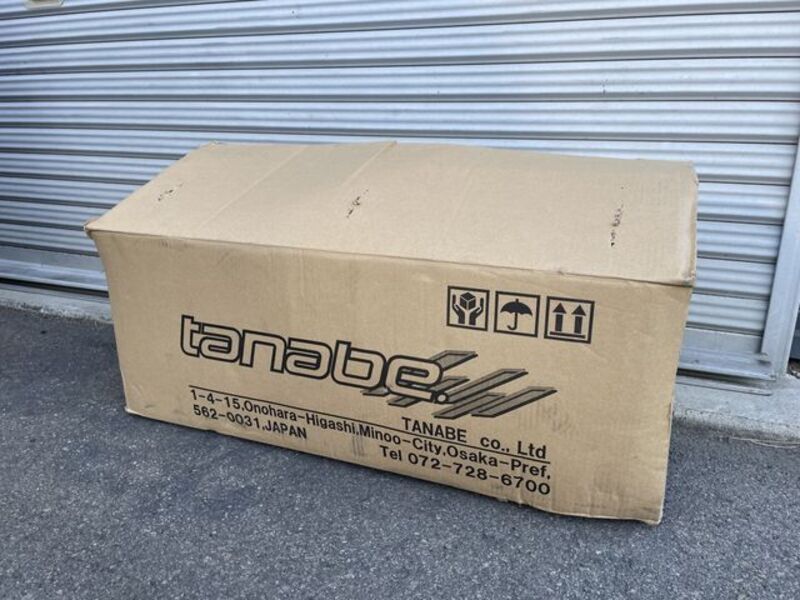 tanabe.
TANABE co., Ltd
1-4-15,Onohara-Higashi,Minoo-City,Osaka-Pref,
562-0031,JAPAN
Tel 072-728-6700